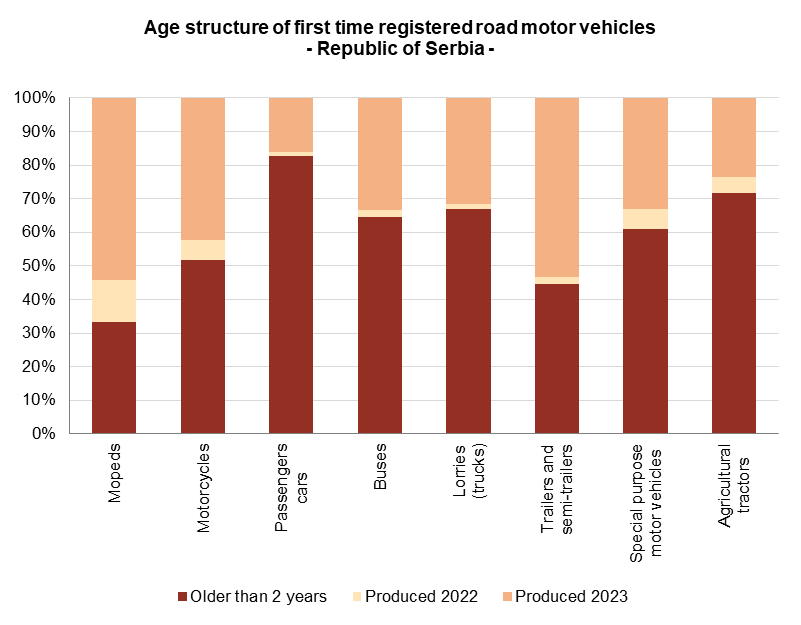 Age structure of first time registered road motor vehicles
- Republic of Serbia -
100%
90%
80%
70%
60%
50%
40%
30%
20%
10%
0%
Mopeds
Motorcycles
Passengers
cars
Buses
Lorries
(trucks)
Trailers and
semi-trailers
Special purpose
motor vehicles
Agricultural
tractors
Older than 2 years
Produced 2022
Produced 2023